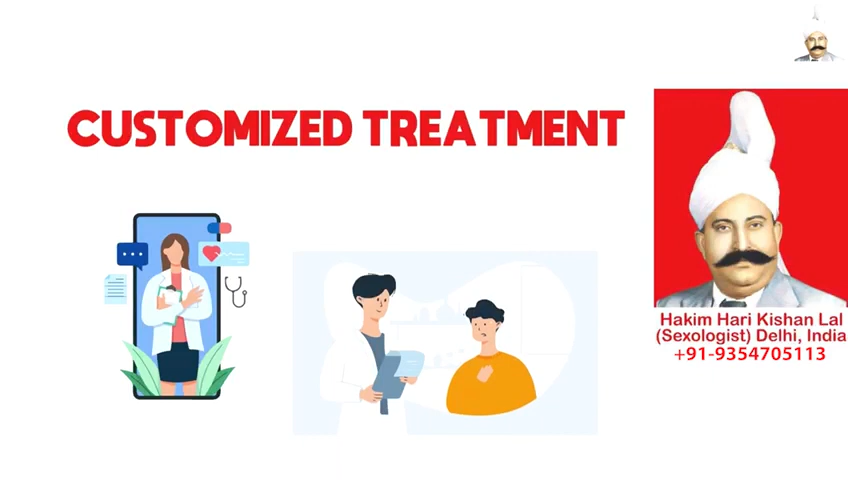 CUSTOMIZED TREATMENT
Hakim Hari Kishan Lal
(Sexologist) Delhi, India
+91-9354705113